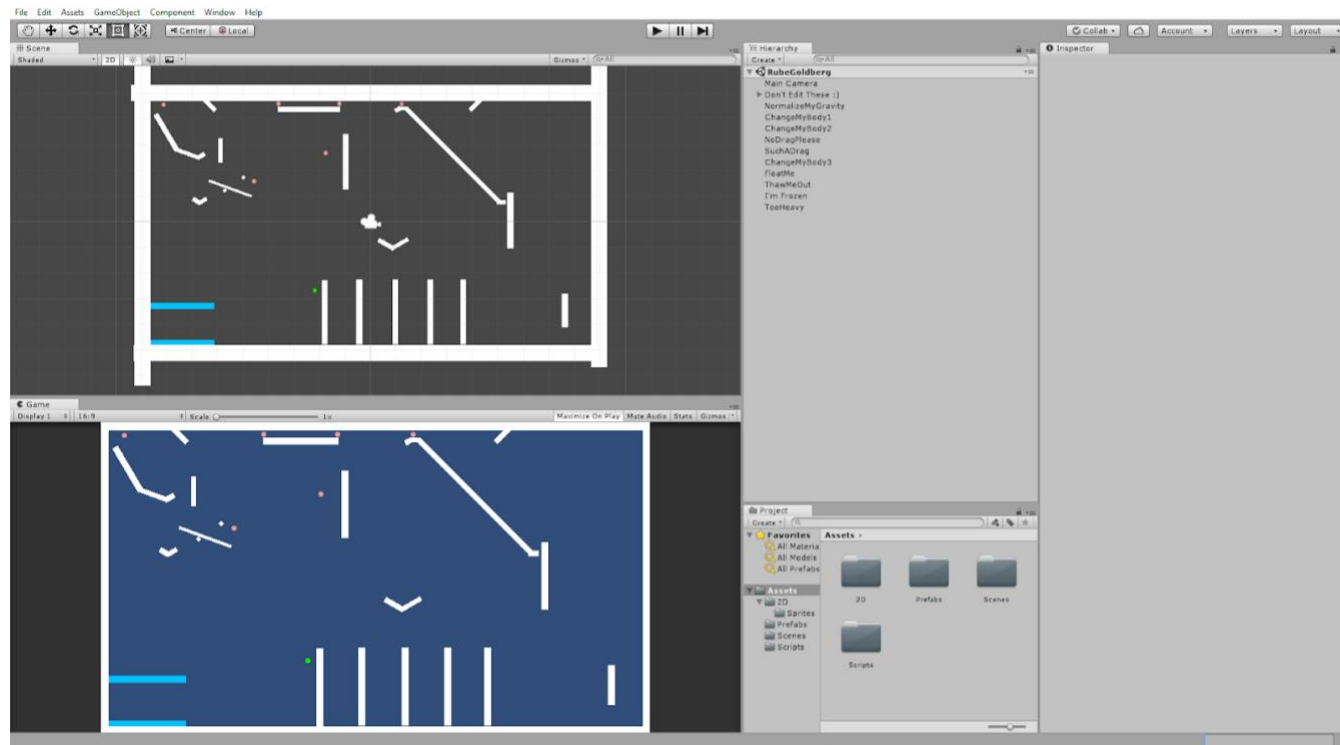 File Edit Assets GameObject Component Window Help
Center Local
Collab Account Layers Layout
Scene
Shaded 2D Gizmos All
Hierarchy
Create All
RubeGoldberg
Main Camera
Don't Edit These :)
NormalizeMyGravity
ChangeMyBody1
ChangeMyBody2
NoDragPlease
SuchADrag
ChangeMyBody3
FloatMe
ThawMeOut
I'm Frozen
TooHeavy
Inspector
Game
Display 1 16:9 Scale 1x Maximize On Play Mute Audio Stats Gizmos
Project
Create
Favorites
All Materia
All Models
All Prefabs
Assets
2D
Sprites
Prefabs
Scenes
Scripts
Assets
2D Prefabs Scenes
Scripts